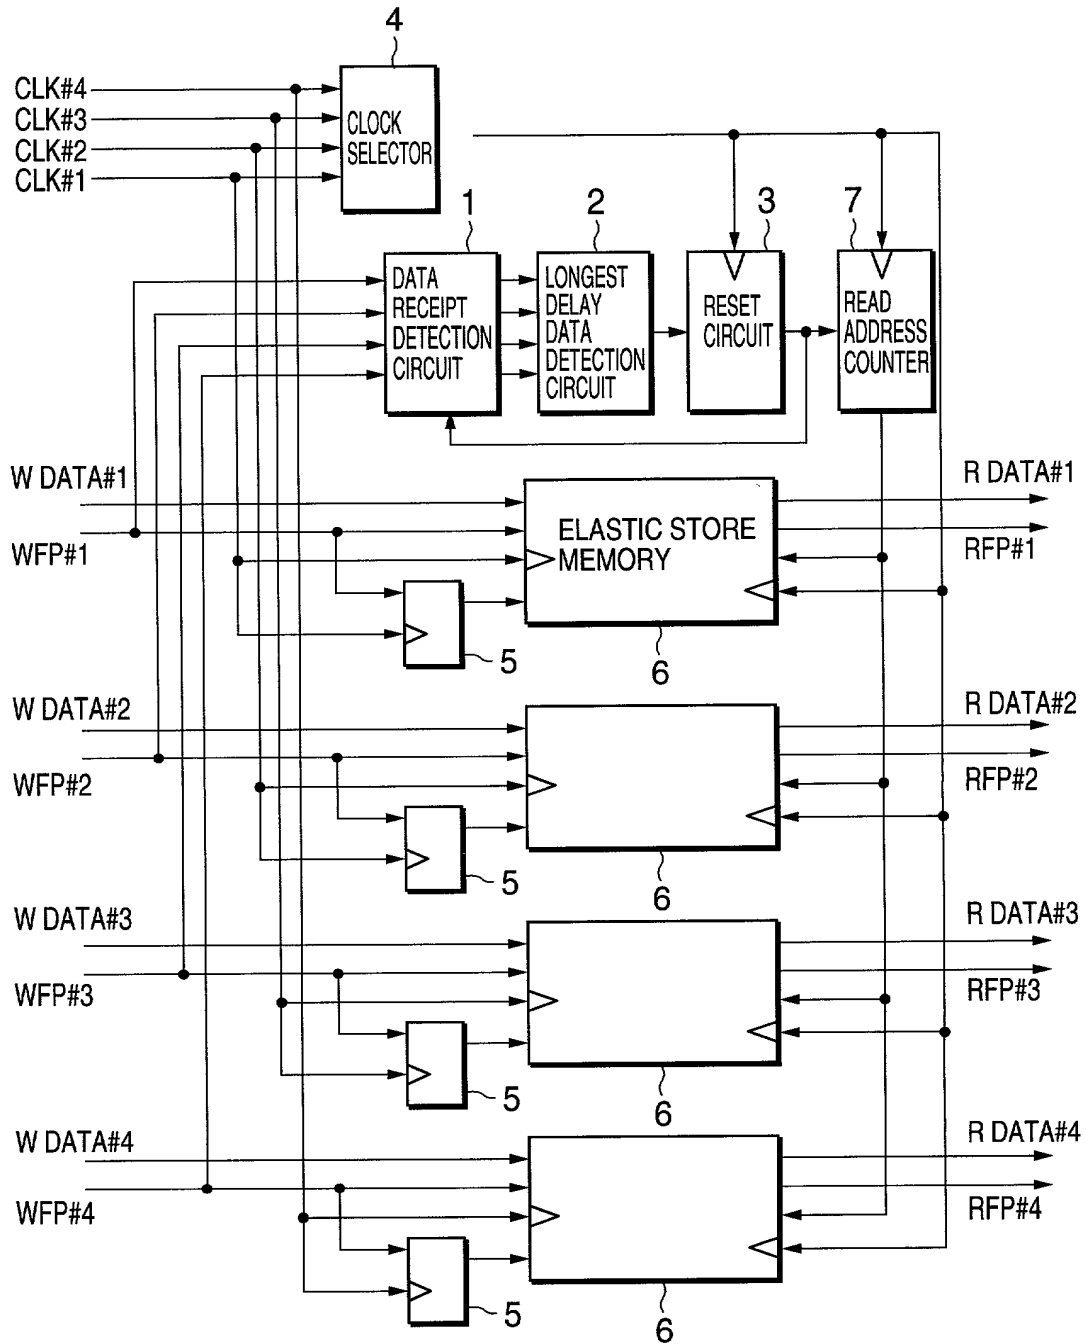 4
CLK#4
CLK#3
CLK#2
CLK#1
CLOCK
SELECTOR
1
2
3
7
DATA
RECEIPT
DETECTION
CIRCUIT
LONGEST
DELAY
DATA
DETECTION
CIRCUIT
RESET
CIRCUIT
READ
ADDRESS
COUNTER
W DATA#1
WFP#1
ELASTIC STORE
MEMORY
R DATA#1
RFP#1
5
6
W DATA#2
WFP#2
R DATA#2
RFP#2
5
6
W DATA#3
WFP#3
R DATA#3
RFP#3
5
6
W DATA#4
WFP#4
R DATA#4
RFP#4
5
6